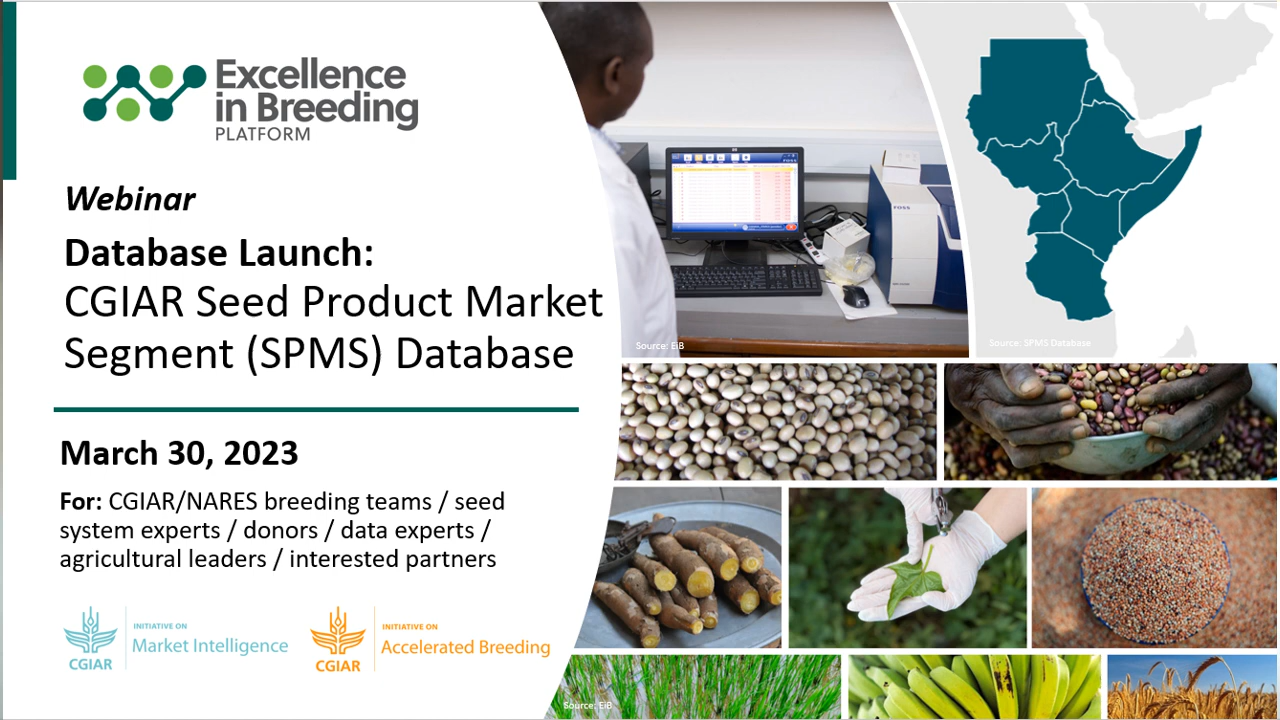 Excellence
in Breeding
PLATFORM
Webinar
Database Launch:
CGIAR Seed Product Market
Segment (SPMS) Database
March 30, 2023
For: CGIAR/NARES breeding teams / seed
system experts / donors / data experts /
agricultural leaders / interested partners
CGIAR
INITIATIVE ON
Market Intelligence
CGIAR
INITIATIVE ON
Accelerated Breeding
FOSS
Source: EiB
Source: SPMS Database
Source: EiB